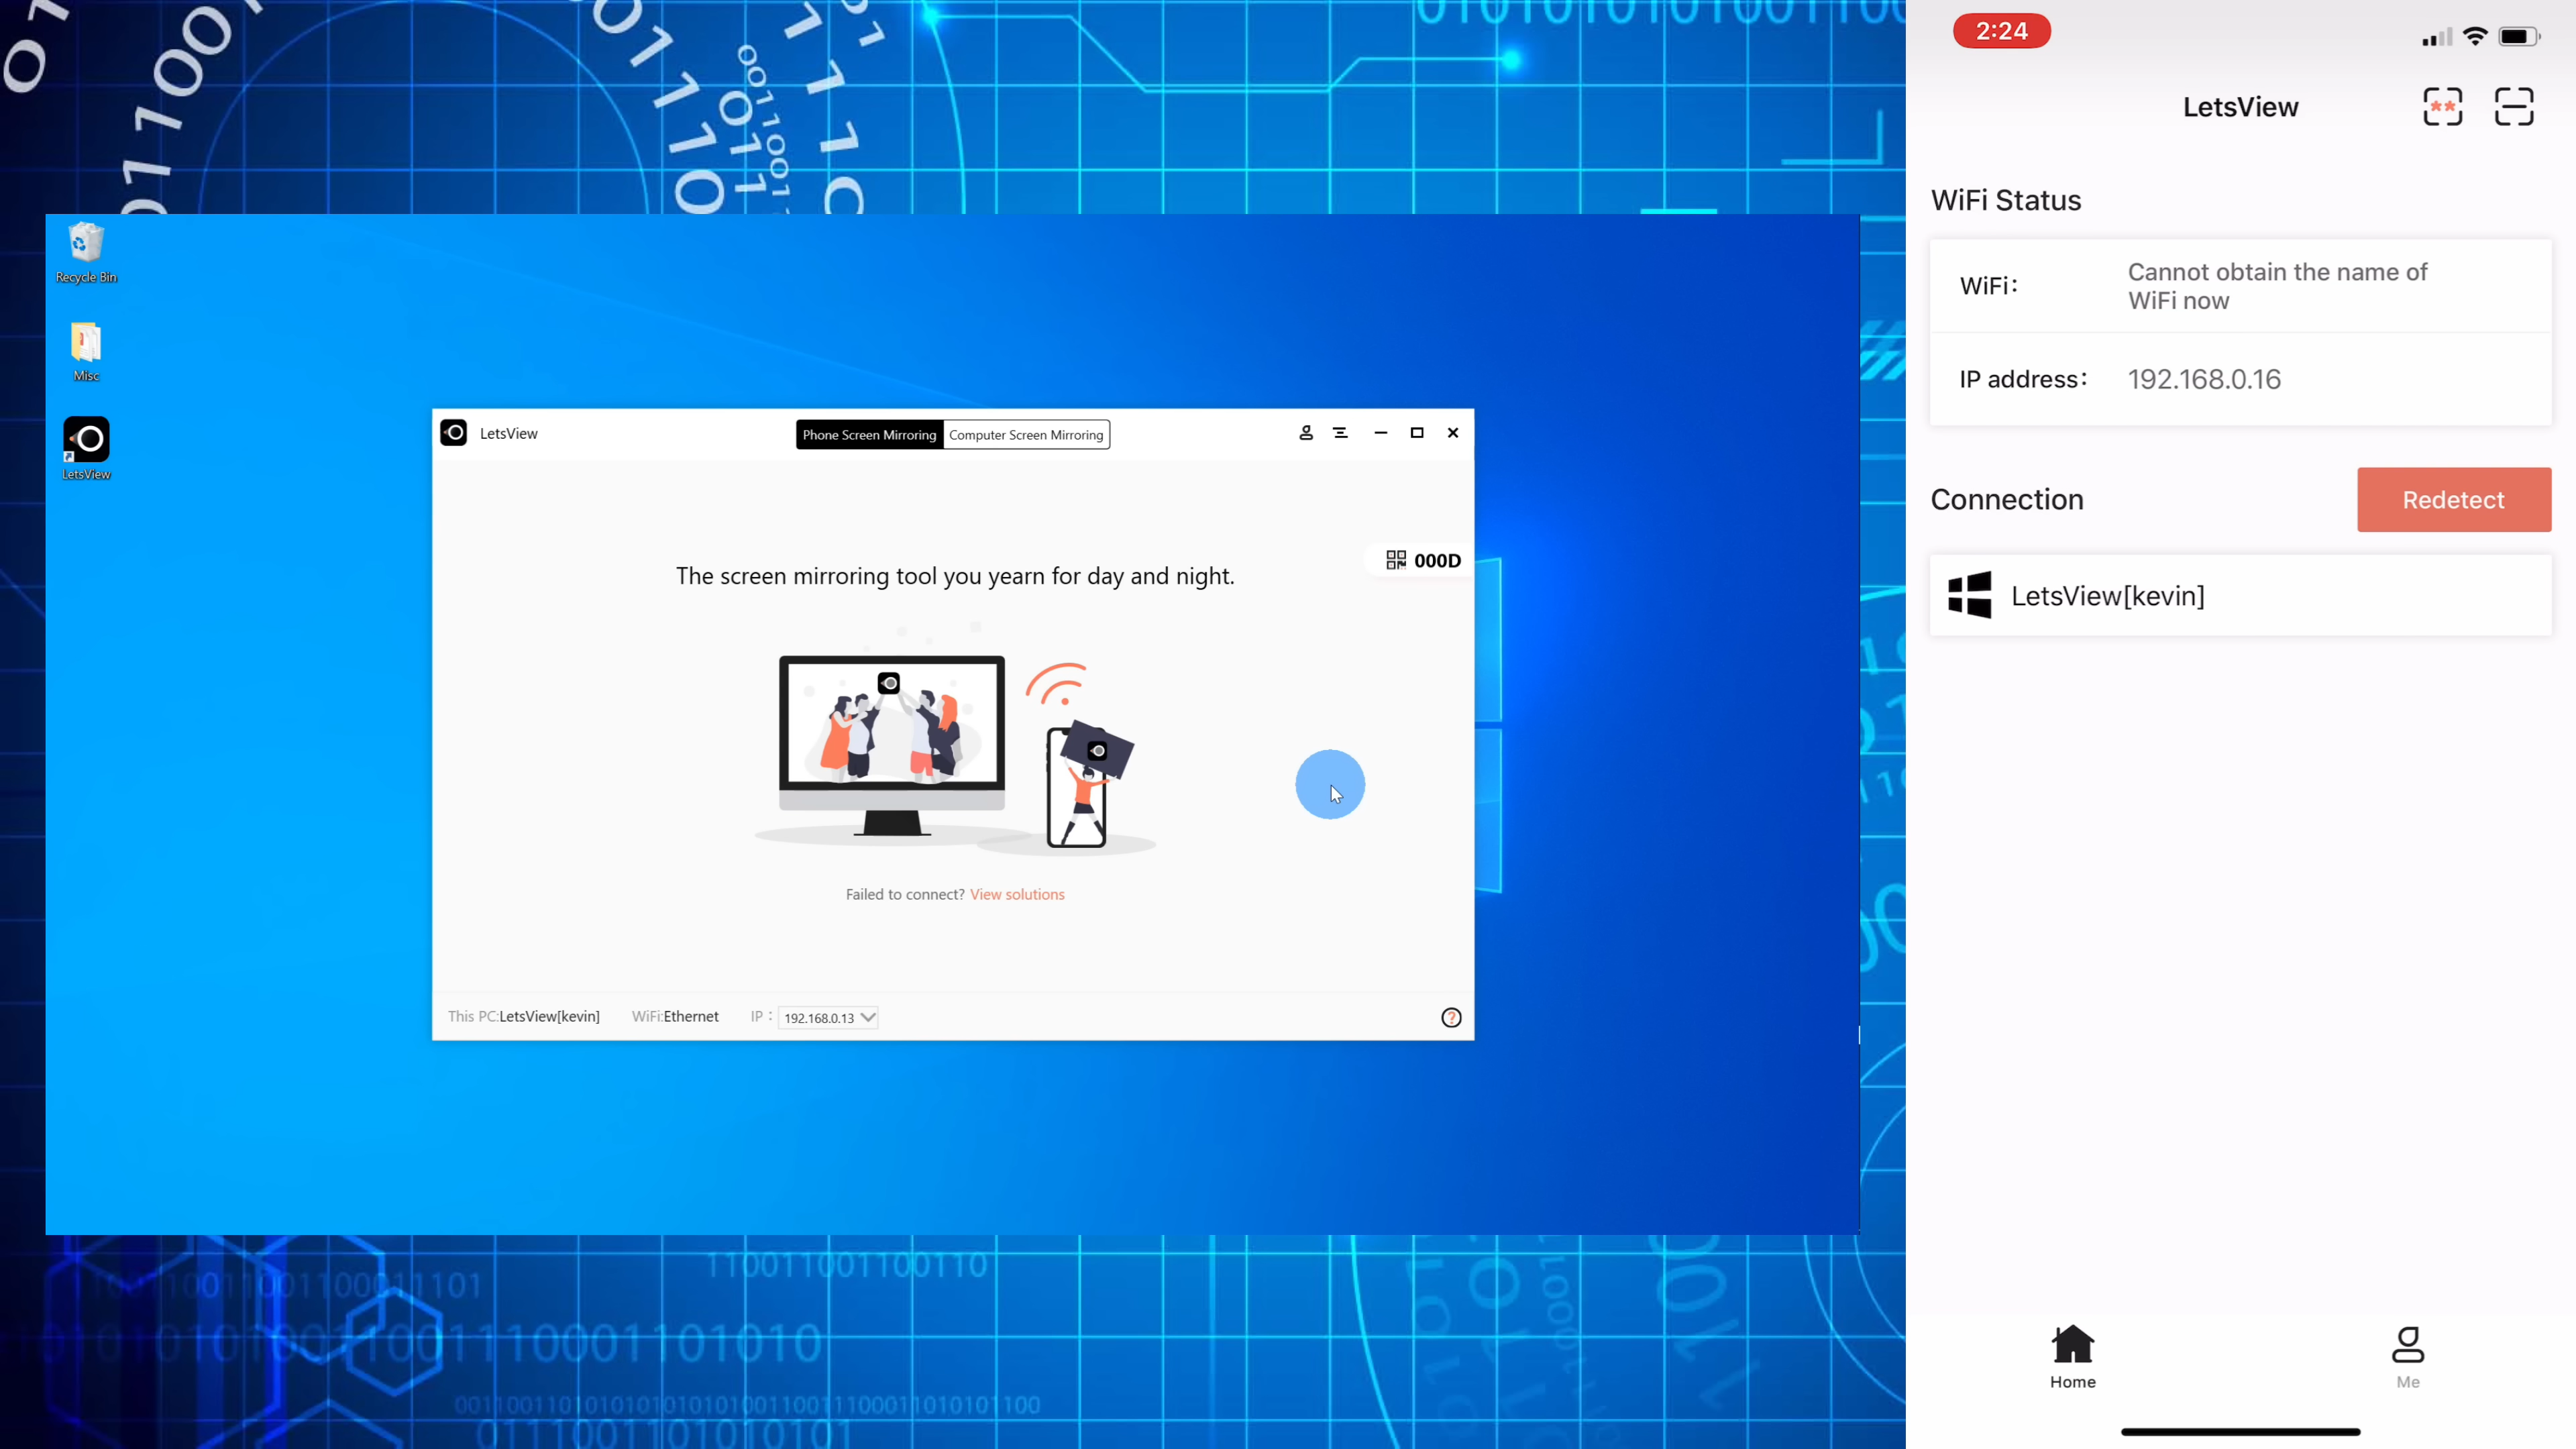 Recycle Bin
Misc
LetsView
LetsView
Phone Screen Mirroring
Computer Screen Mirroring
000D
The screen mirroring tool you yearn for day and night.
Failed to connect? View solutions
This PC:LetsView[kevin]
WiFi:Ethernet
IP :
192.168.0.13
2:24
LetsView
WiFi Status
WiFi:
Cannot obtain the name of
WiFi now
IP address:
192.168.0.16
Connection
Redetect
LetsView[kevin]
Home
Me